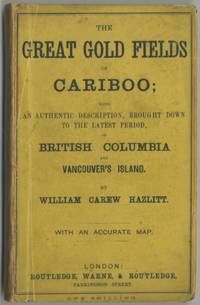 THE
GREAT GOLD FIELDS
OF
CARIBOO;
WITH
AN AUTHENTIC DESCRIPTION, BROUGHT DOWN
TO THE LATEST PERIOD,
OF
BRITISH COLUMBIA
AND
VANCOUVER'S ISLAND.
BY
WILLIAM CAREW HAZLITT.
WITH AN ACCURATE MAP.
LONDON:
ROUTLEDGE, WARNE, & ROUTLEDGE,
FARRINGDON STREET.
ONE SHILLING